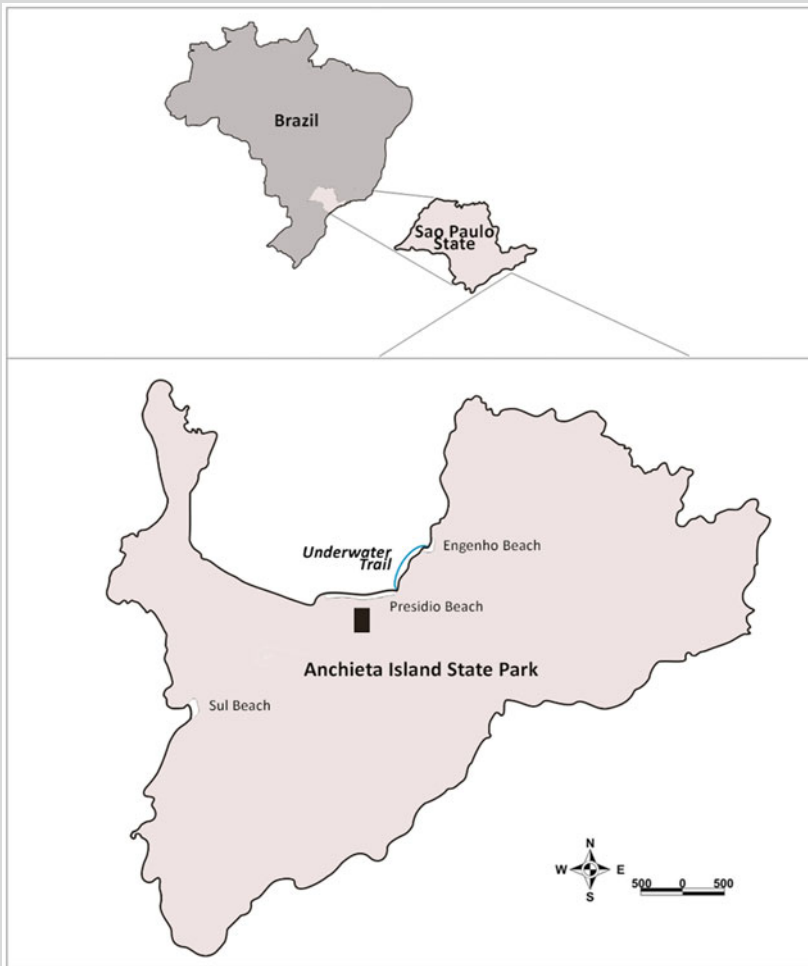 Brazil
Sao Paulo
State
Underwater
Trail
Engenho Beach
Presidio Beach
Anchieta Island State Park
Sul Beach
N
W E
S
500 0 500